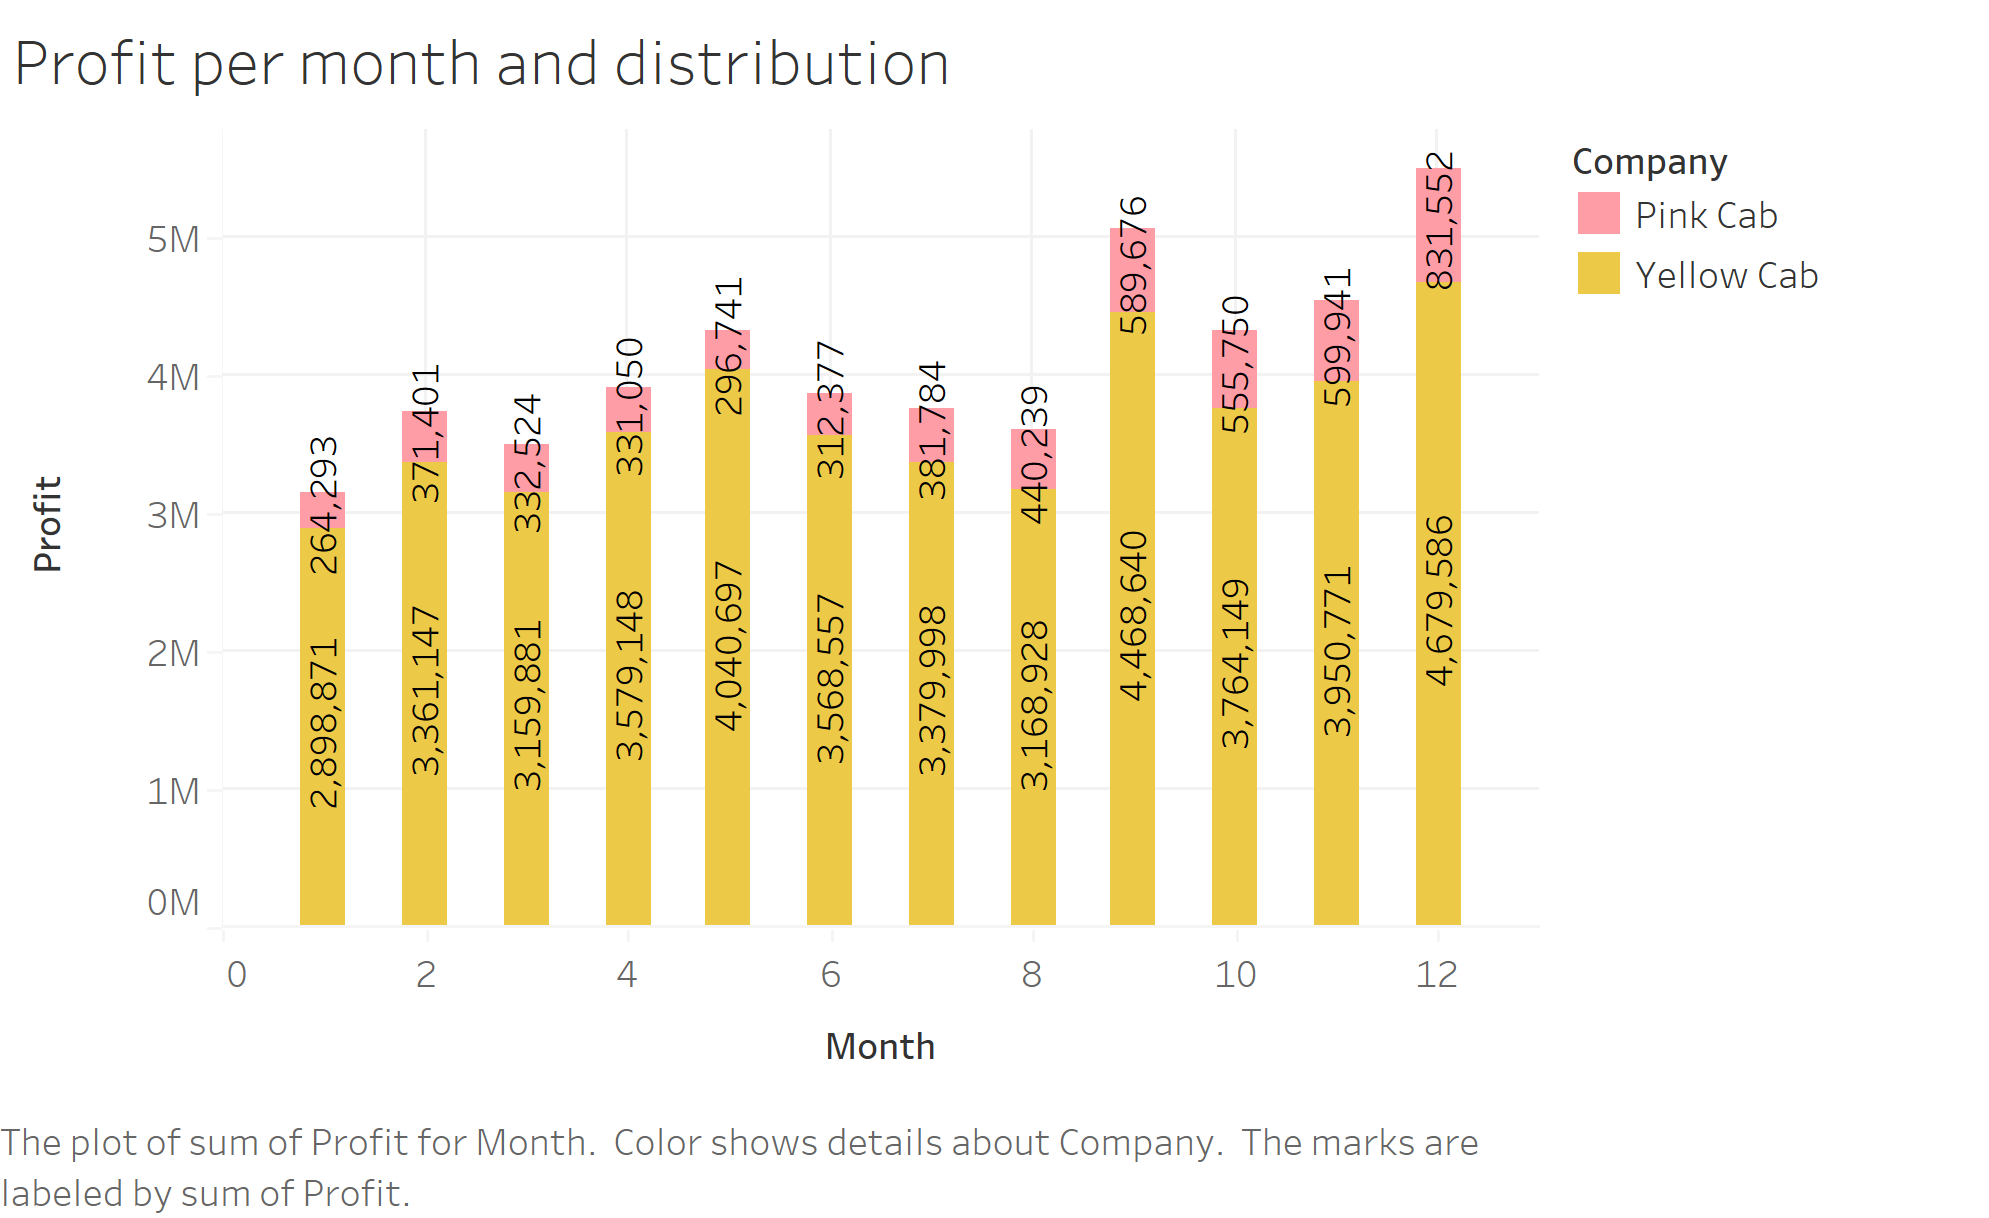 Profit per month and distribution
Company
Pink Cab
Yellow Cab
Profit
5M
4M
3M
2M
1M
0M
264,293
2,898,871
371,401
3,361,147
332,524
3,159,881
331,050
3,579,148
296,741
4,040,697
312,377
3,568,557
381,784
3,379,998
440,239
3,168,928
589,676
4,468,640
555,750
3,764,149
599,941
3,950,771
831,552
4,679,586
0 2 4 6 8 10 12
Month
The plot of sum of Profit for Month. Color shows details about Company. The marks are
labeled by sum of Profit.